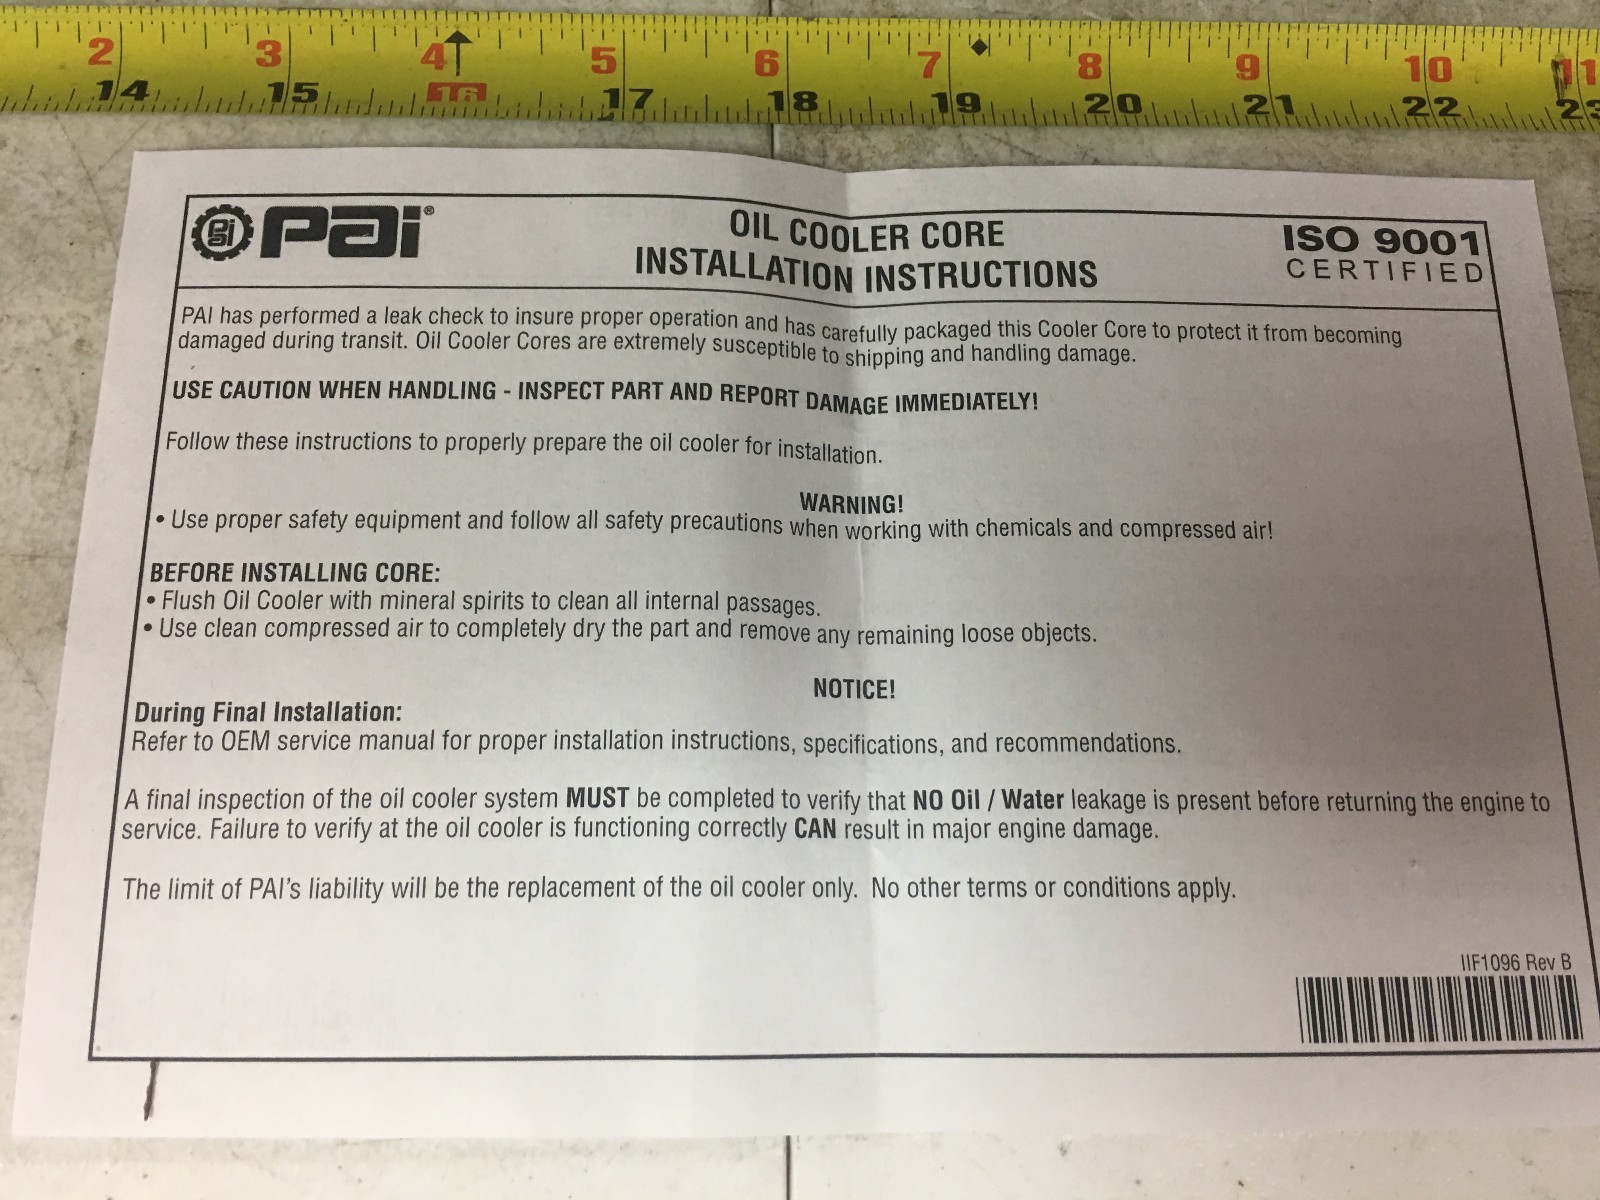 2 3 4 5 6 7 8 9 10 11
14 15 16 17 18 19 20 21 22 23
Pai
Pai®
OIL COOLER CORE
INSTALLATION INSTRUCTIONS
ISO 9001
CERTIFIED
PAI has performed a leak check to insure proper operation and has carefully packaged this Cooler Core to protect it from becoming
damaged during transit. Oil Cooler Cores are extremely susceptible to shipping and handling damage.
USE CAUTION WHEN HANDLING - INSPECT PART AND REPORT DAMAGE IMMEDIATELY!
Follow these instructions to properly prepare the oil cooler for installation.
WARNING!
• Use proper safety equipment and follow all safety precautions when working with chemicals and compressed air!
BEFORE INSTALLING CORE:
• Flush Oil Cooler with mineral spirits to clean all internal passages.
• Use clean compressed air to completely dry the part and remove any remaining loose objects.
NOTICE!
During Final Installation:
Refer to OEM service manual for proper installation instructions, specifications, and recommendations.
A final inspection of the oil cooler system MUST be completed to verify that NO Oil / Water leakage is present before returning the engine to
service. Failure to verify at the oil cooler is functioning correctly CAN result in major engine damage.
The limit of PAI's liability will be the replacement of the oil cooler only. No other terms or conditions apply.
IIF1096 Rev B